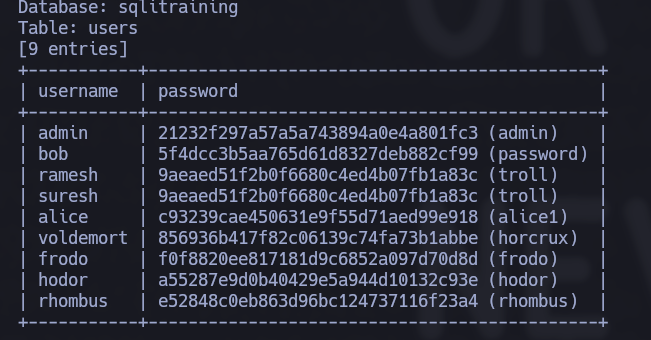 Database: sqlitraining
Table: users
[9 entries]
+-----------+---------------------------------------------+
| username  | password                                    |
+-----------+---------------------------------------------+
| admin     | 21232f297a57a5a743894a0e4a801fc3 (admin)    |
| bob       | 5f4dcc3b5aa765d61d8327deb882cf99 (password) |
| ramesh    | 9aeaed51f2b0f6680c4ed4b07fb1a83c (troll)    |
| suresh    | 9aeaed51f2b0f6680c4ed4b07fb1a83c (troll)    |
| alice     | c93239cae450631e9f55d71aed99e918 (alice1)   |
| voldemort | 856936b417f82c06139c74fa73b1abbe (horcrux)  |
| frodo     | f0f8820ee817181d9c6852a097d70d8d (frodo)    |
| hodor     | a55287e9d0b40429e5a944d10132c93e (hodor)    |
| rhombus   | e52848c0eb863d96bc124737116f23a4 (rhombus)  |
+-----------+---------------------------------------------+